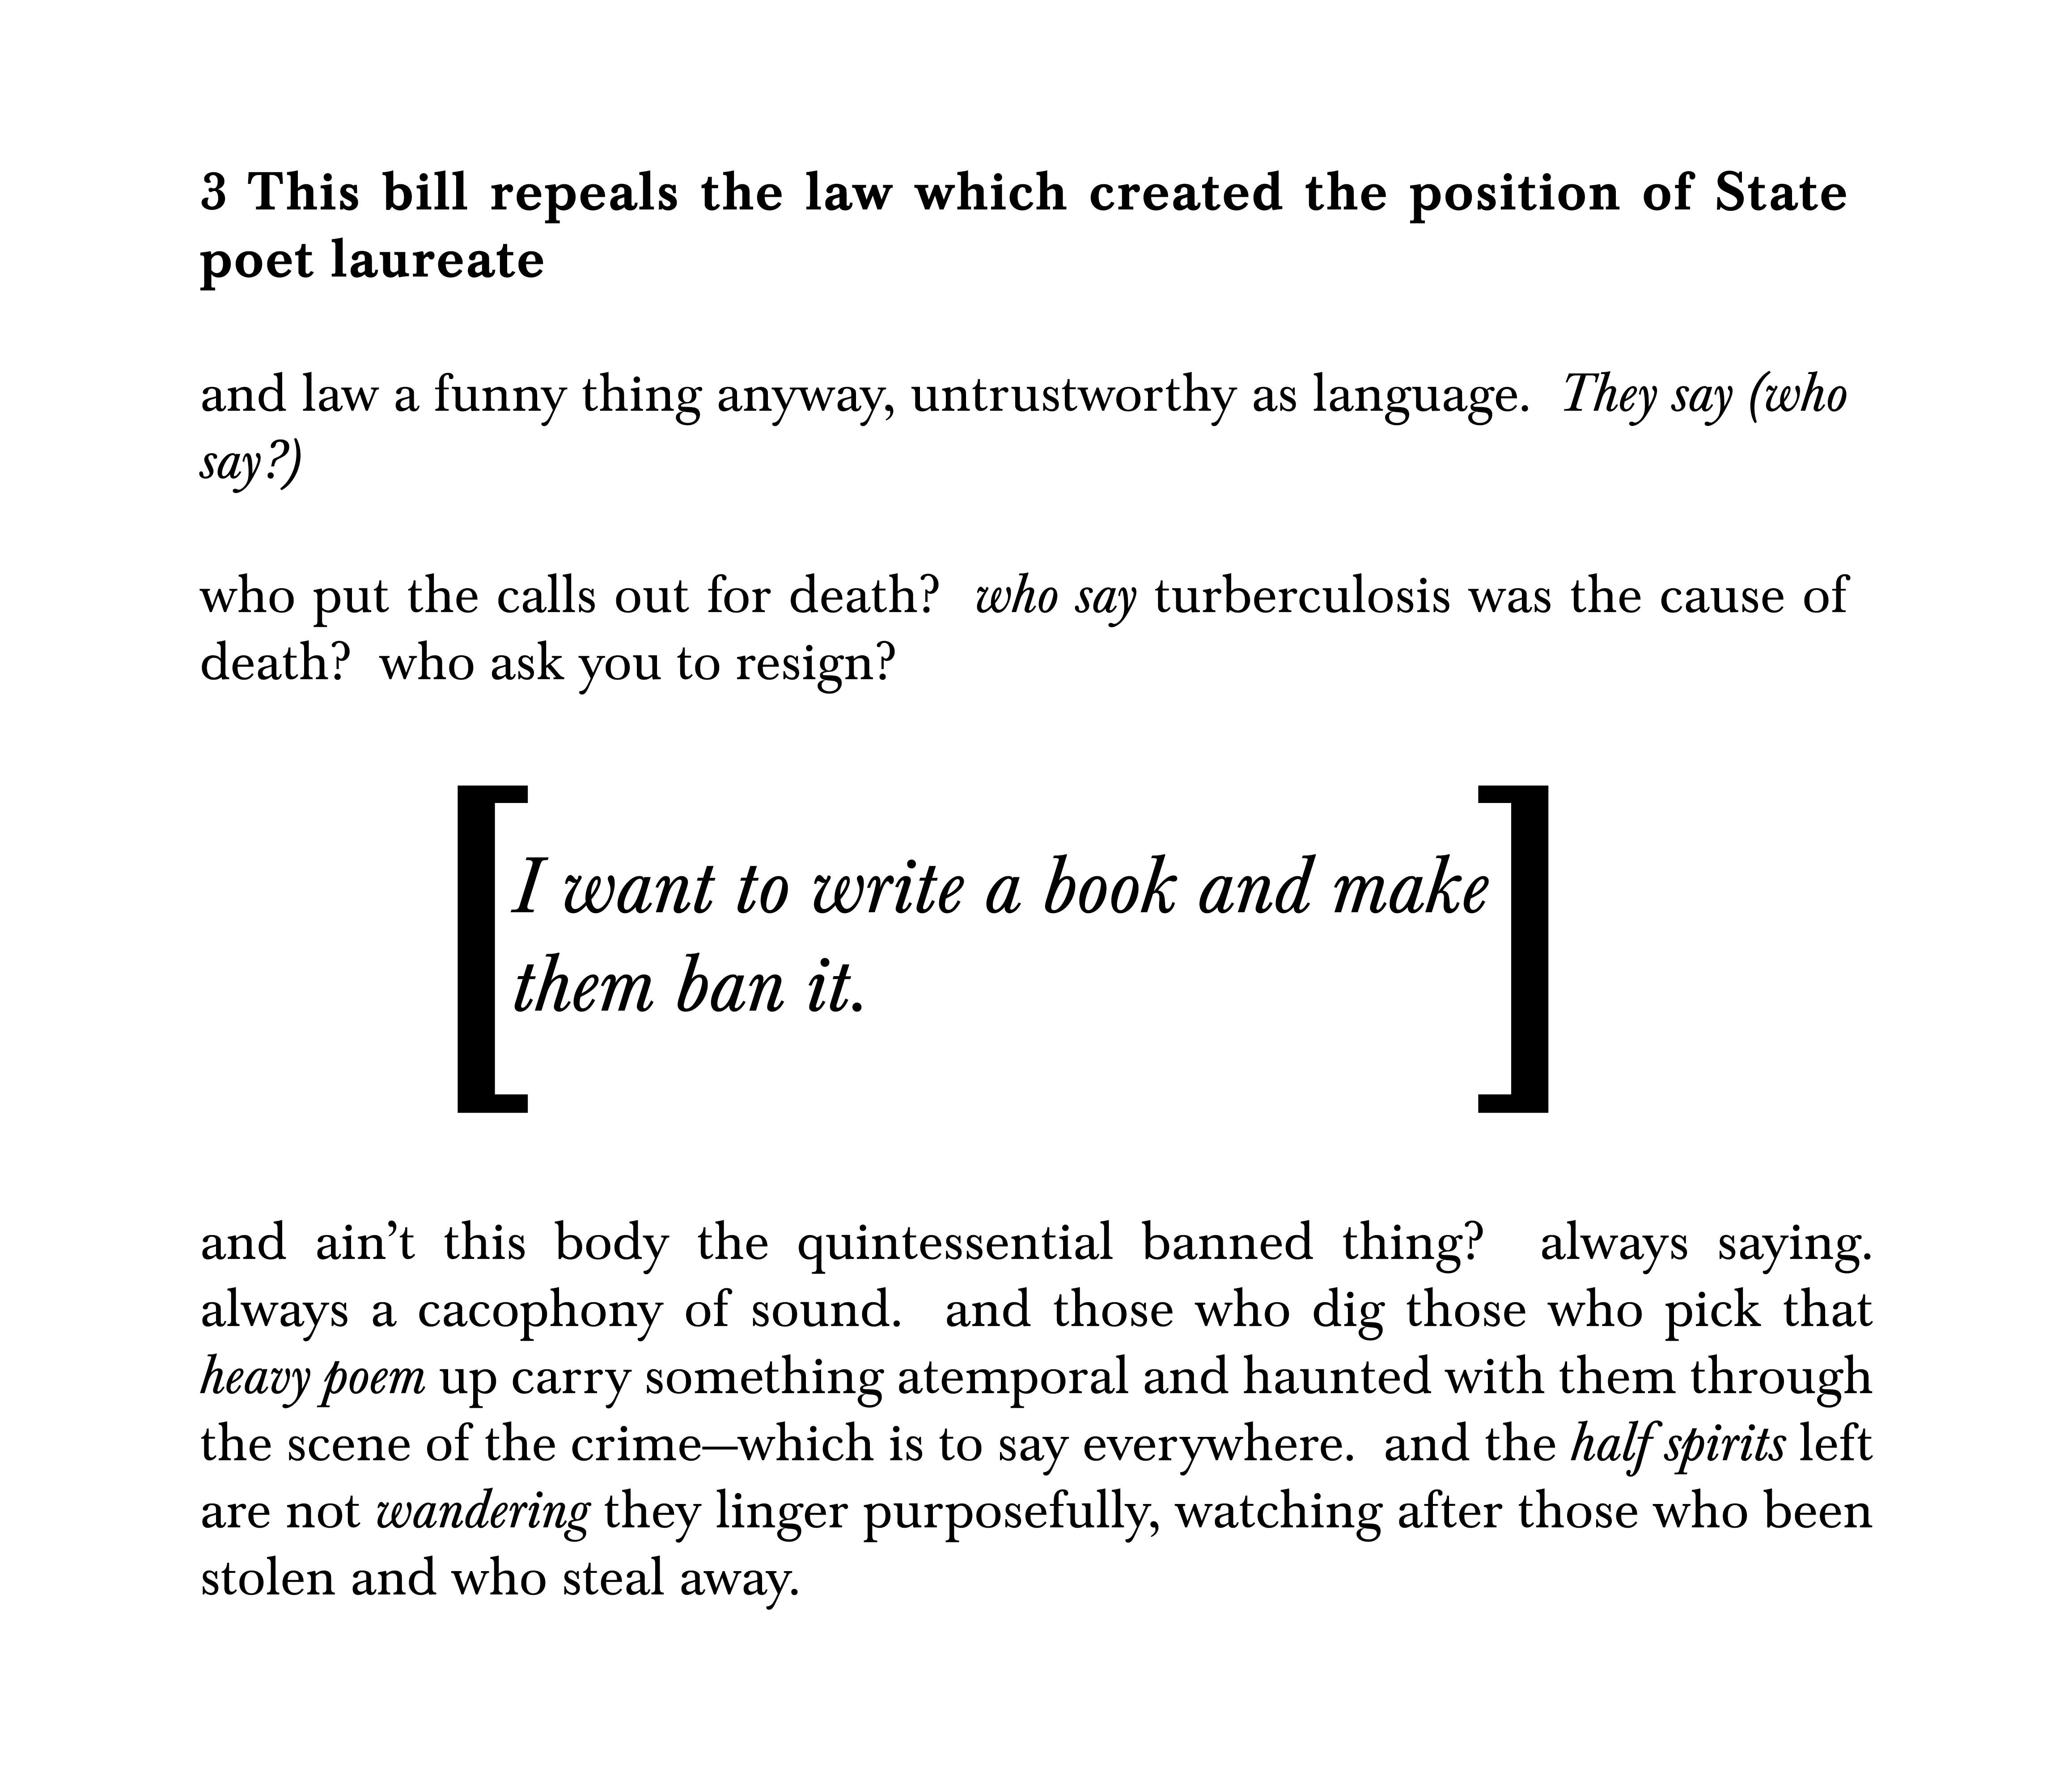 3 This bill repeals the law which created the position of State
poet laureate
and law a funny thing anyway, untrustworthy as language.  They say (who
say?)
who put the calls out for death?  who say turberculosis was the cause of
death?  who ask you to resign?
[I want to write a book and make
them ban it.]
and ain’t this body the quintessential banned thing?  always saying.
always a cacophony of sound.  and those who dig those who pick that
heavy poem up carry something atemporal and haunted with them through
the scene of the crime—which is to say everywhere.  and the half spirits left
are not wandering they linger purposefully, watching after those who been
stolen and who steal away.